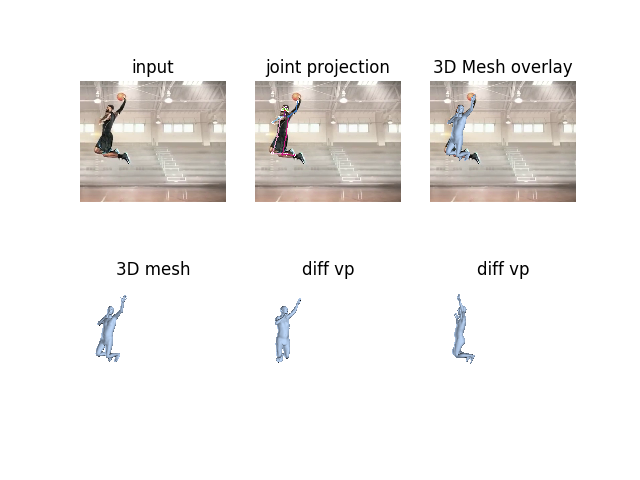 input
joint projection
3D Mesh overlay
3D mesh
diff vp
diff vp